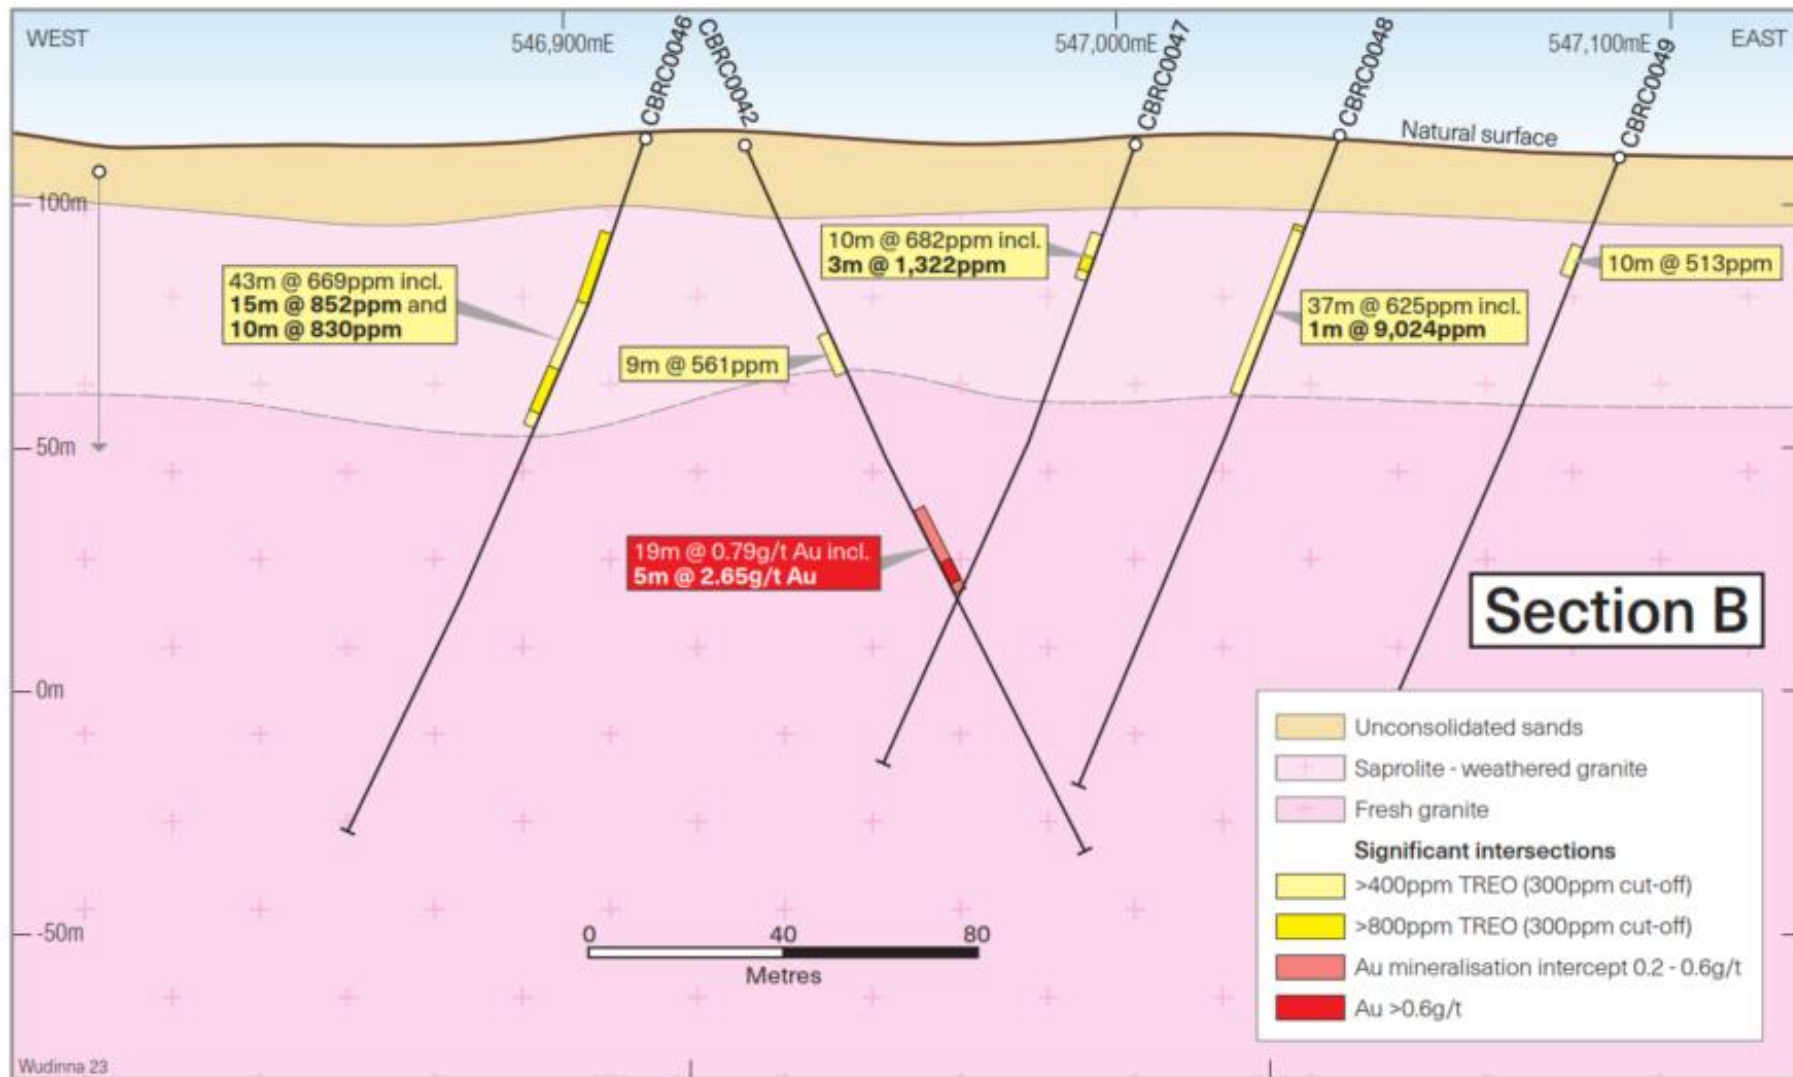 WEST
546,900mE
CBRC0046
CBRC0042
547,000mE
CBRC0047
CBRC0048
547,100mE
CBRC0049
EAST
Natural surface
100m
10m @ 682ppm incl.
3m @ 1,322ppm
10m @ 513ppm
43m @ 669ppm incl.
15m @ 852ppm and
10m @ 830ppm
37m @ 625ppm incl.
1m @ 9,024ppm
9m @ 561ppm
50m
19m @ 0.79g/t Au incl.
5m @ 2.65g/t Au
Section B
0m
Unconsolidated sands
Saprolite - weathered granite
Fresh granite
Significant intersections
>400ppm TREO (300ppm cut-off)
>800ppm TREO (300ppm cut-off)
Au mineralisation intercept 0.2 - 0.6g/t
Au >0.6g/t
-50m
0 40 80
Metres
Wudinna 23